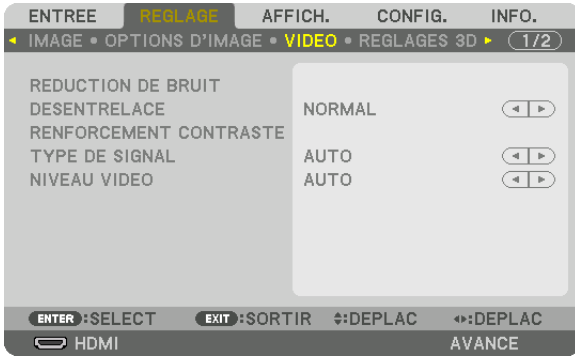 ENTREE REGLAGE AFFICH. CONFIG. INFO.
◂ IMAGE • OPTIONS D'IMAGE • VIDEO • REGLAGES 3D ▸ 1/2
REDUCTION DE BRUIT
DESENTRELACE NORMAL
RENFORCEMENT CONTRASTE
TYPE DE SIGNAL AUTO
NIVEAU VIDEO AUTO
ENTER :SELECT EXIT :SORTIR :DEPLAC :DEPLAC
HDMI AVANCE